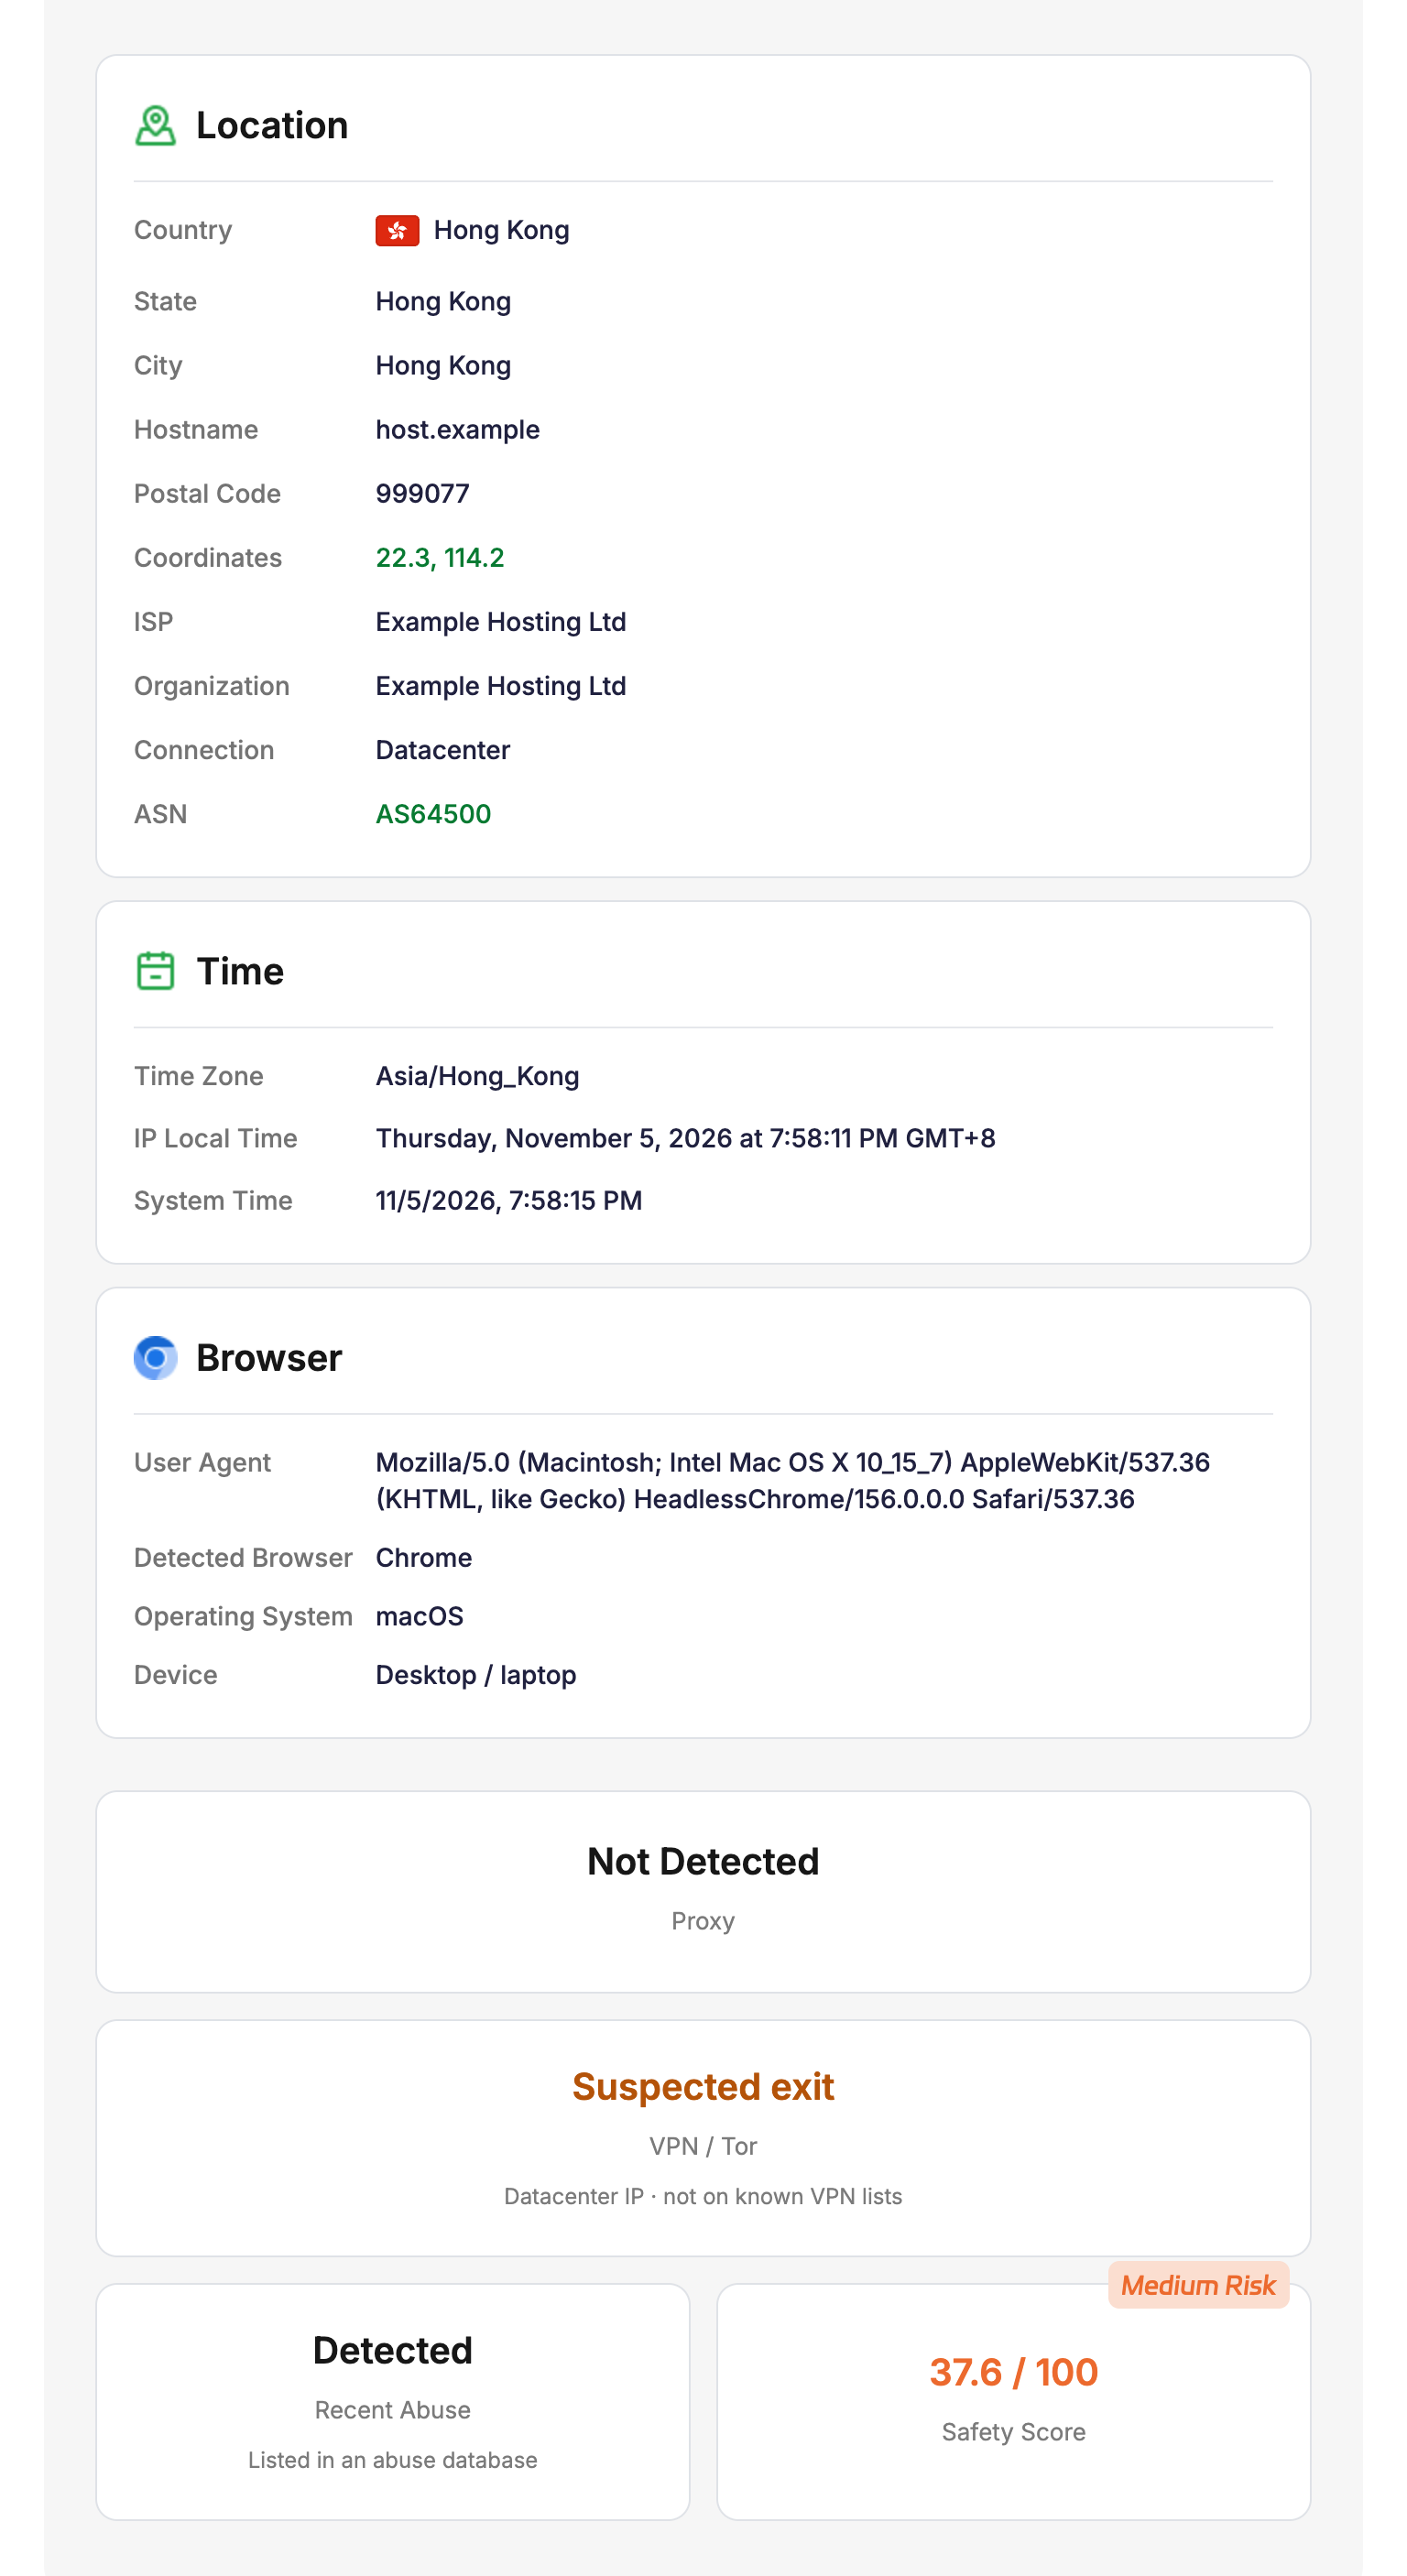 Location
Country Hong Kong
State Hong Kong
City Hong Kong
Hostname host.example
Postal Code 999077
Coordinates 22.3, 114.2
ISP Example Hosting Ltd
Organization Example Hosting Ltd
Connection Datacenter
ASN AS64500
Time
Time Zone Asia/Hong_Kong
IP Local Time Thursday, November 5, 2026 at 7:58:11 PM GMT+8
System Time 11/5/2026, 7:58:15 PM
Browser
User Agent Mozilla/5.0 (Macintosh; Intel Mac OS X 10_15_7) AppleWebKit/537.36
(KHTML, like Gecko) HeadlessChrome/156.0.0.0 Safari/537.36
Detected Browser Chrome
Operating System macOS
Device Desktop / laptop
Not Detected
Proxy
Suspected exit
VPN / Tor
Datacenter IP · not on known VPN lists
Detected
Recent Abuse
Listed in an abuse database
Medium Risk
37.6 / 100
Safety Score